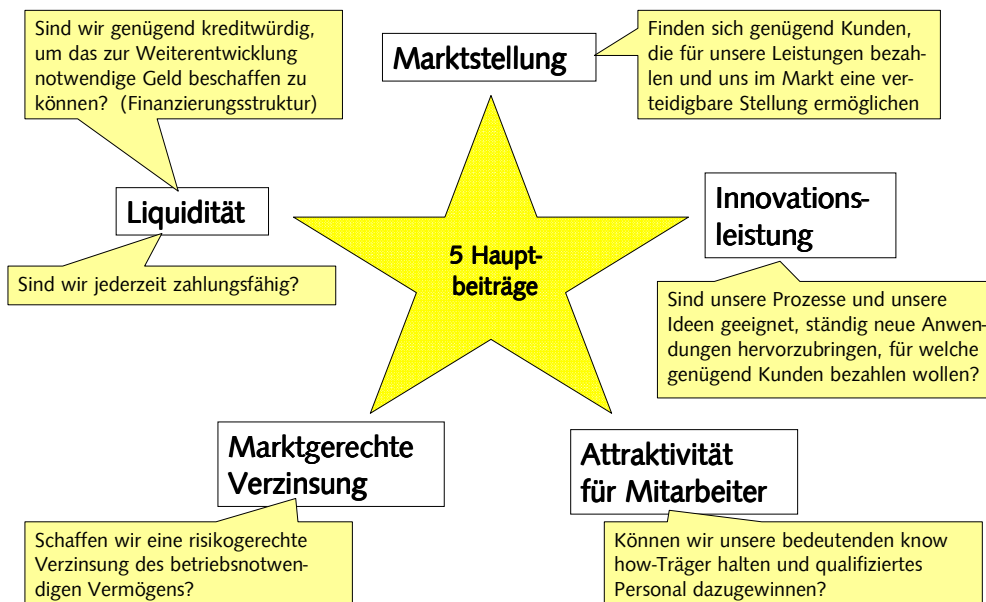 Sind wir genügend kreditwürdig,
um das zur Weiterentwicklung
notwendige Geld beschaffen zu
können? (Finanzierungsstruktur)
Marktstellung
Finden sich genügend Kunden,
die für unsere Leistungen bezah-
len und uns im Markt eine ver-
teidigbare Stellung ermöglichen
Liquidität
Sind wir jederzeit zahlungsfähig?
5 Haupt-
beiträge
Innovations-
leistung
Sind unsere Prozesse und unsere
Ideen geeignet, ständig neue Anwen-
dungen hervorzubringen, für welche
genügend Kunden bezahlen wollen?
Marktgerechte
Verzinsung
Schaffen wir eine risikogerechte
Verzinsung des betriebsnotwen-
digen Vermögens?
Attraktivität
für Mitarbeiter
Können wir unsere bedeutenden know
how-Träger halten und qualifiziertes
Personal dazugewinnen?